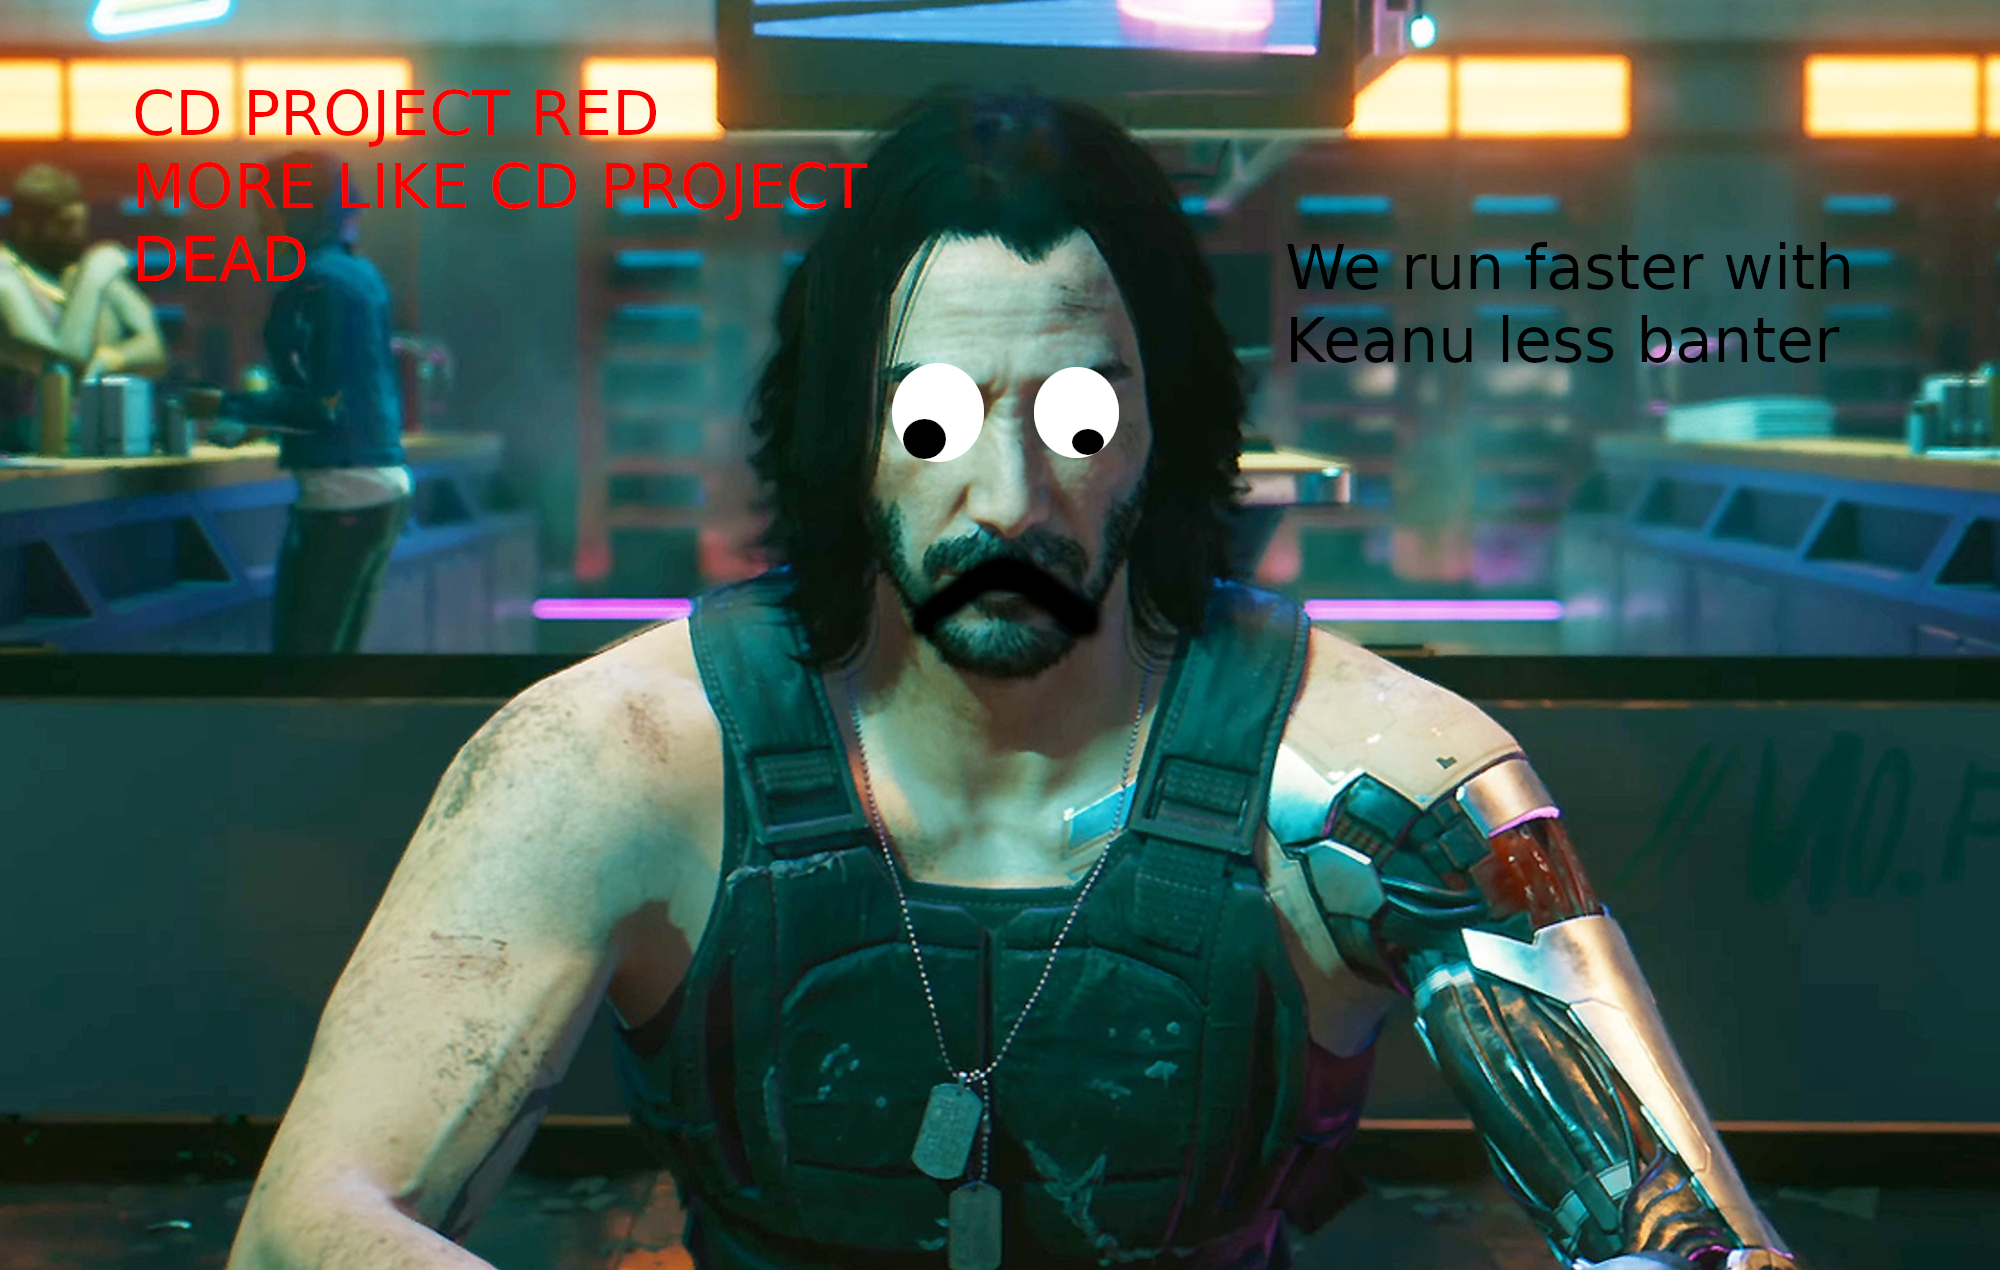 CD PROJECT RED
MORE LIKE CD PROJECT
DEAD
We run faster with
Keanu less banter